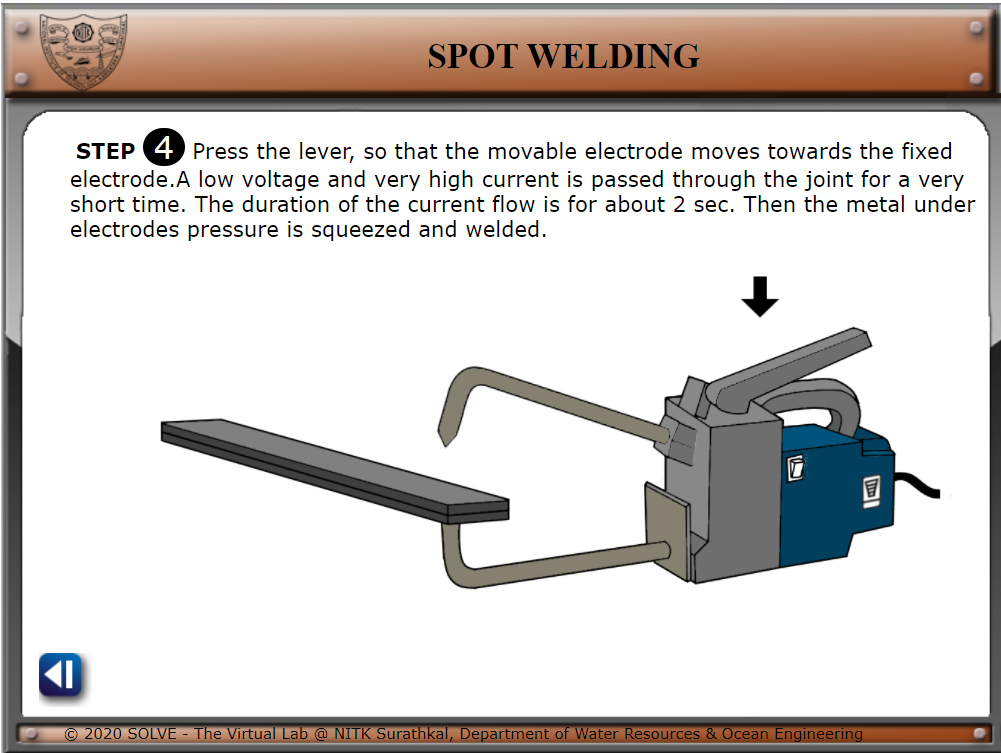 SPOT WELDING
STEP 4 Press the lever, so that the movable electrode moves towards the fixed
electrode.A low voltage and very high current is passed through the joint for a very
short time. The duration of the current flow is for about 2 sec. Then the metal under
electrodes pressure is squeezed and welded.
© 2020 SOLVE - The Virtual Lab @ NITK Surathkal, Department of Water Resources & Ocean Engineering